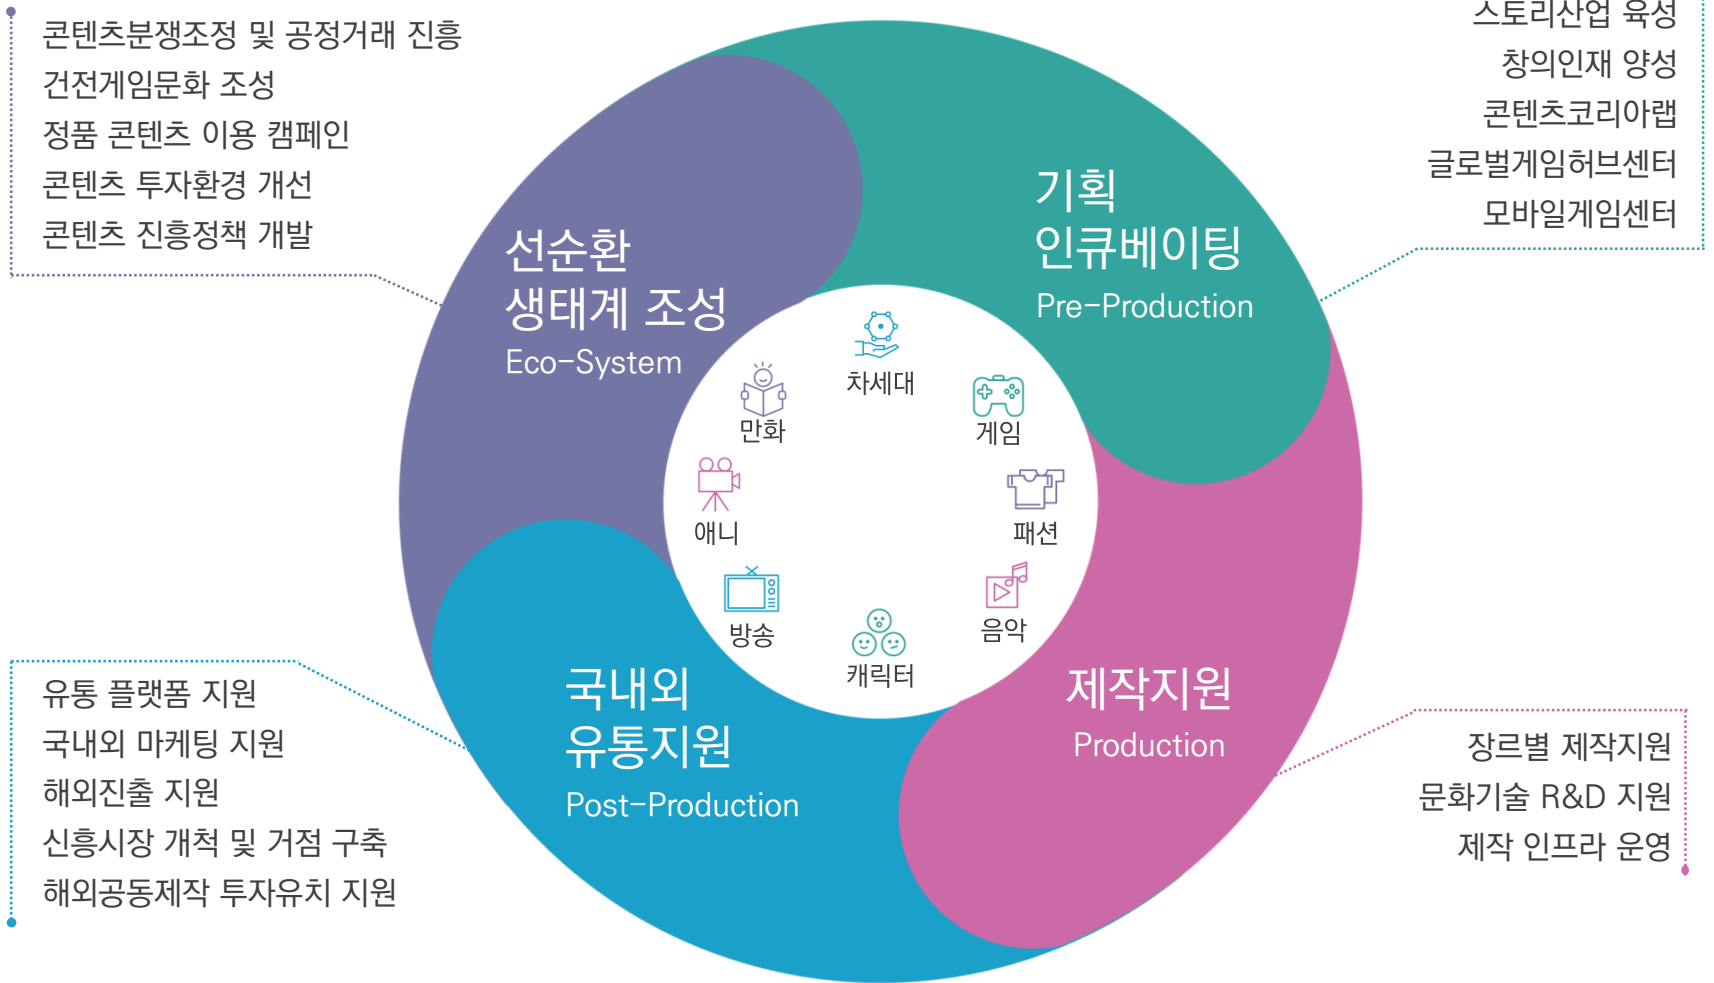 콘텐츠분쟁조정 및 공정거래 진흥
건전게임문화 조성
정품 콘텐츠 이용 캠페인
콘텐츠 투자환경 개선
콘텐츠 진흥정책 개발
스토리산업 육성
창의인재 양성
콘텐츠코리아랩
글로벌게임허브센터
모바일게임센터
선순환
생태계 조성
Eco-System
기획
인큐베이팅
Pre-Production
차세대
만화
게임
애니
패션
방송
음악
캐릭터
국내외
유통지원
Post-Production
제작지원
Production
유통 플랫폼 지원
국내외 마케팅 지원
해외진출 지원
신흥시장 개척 및 거점 구축
해외공동제작 투자유치 지원
장르별 제작지원
문화기술 R&D 지원
제작 인프라 운영